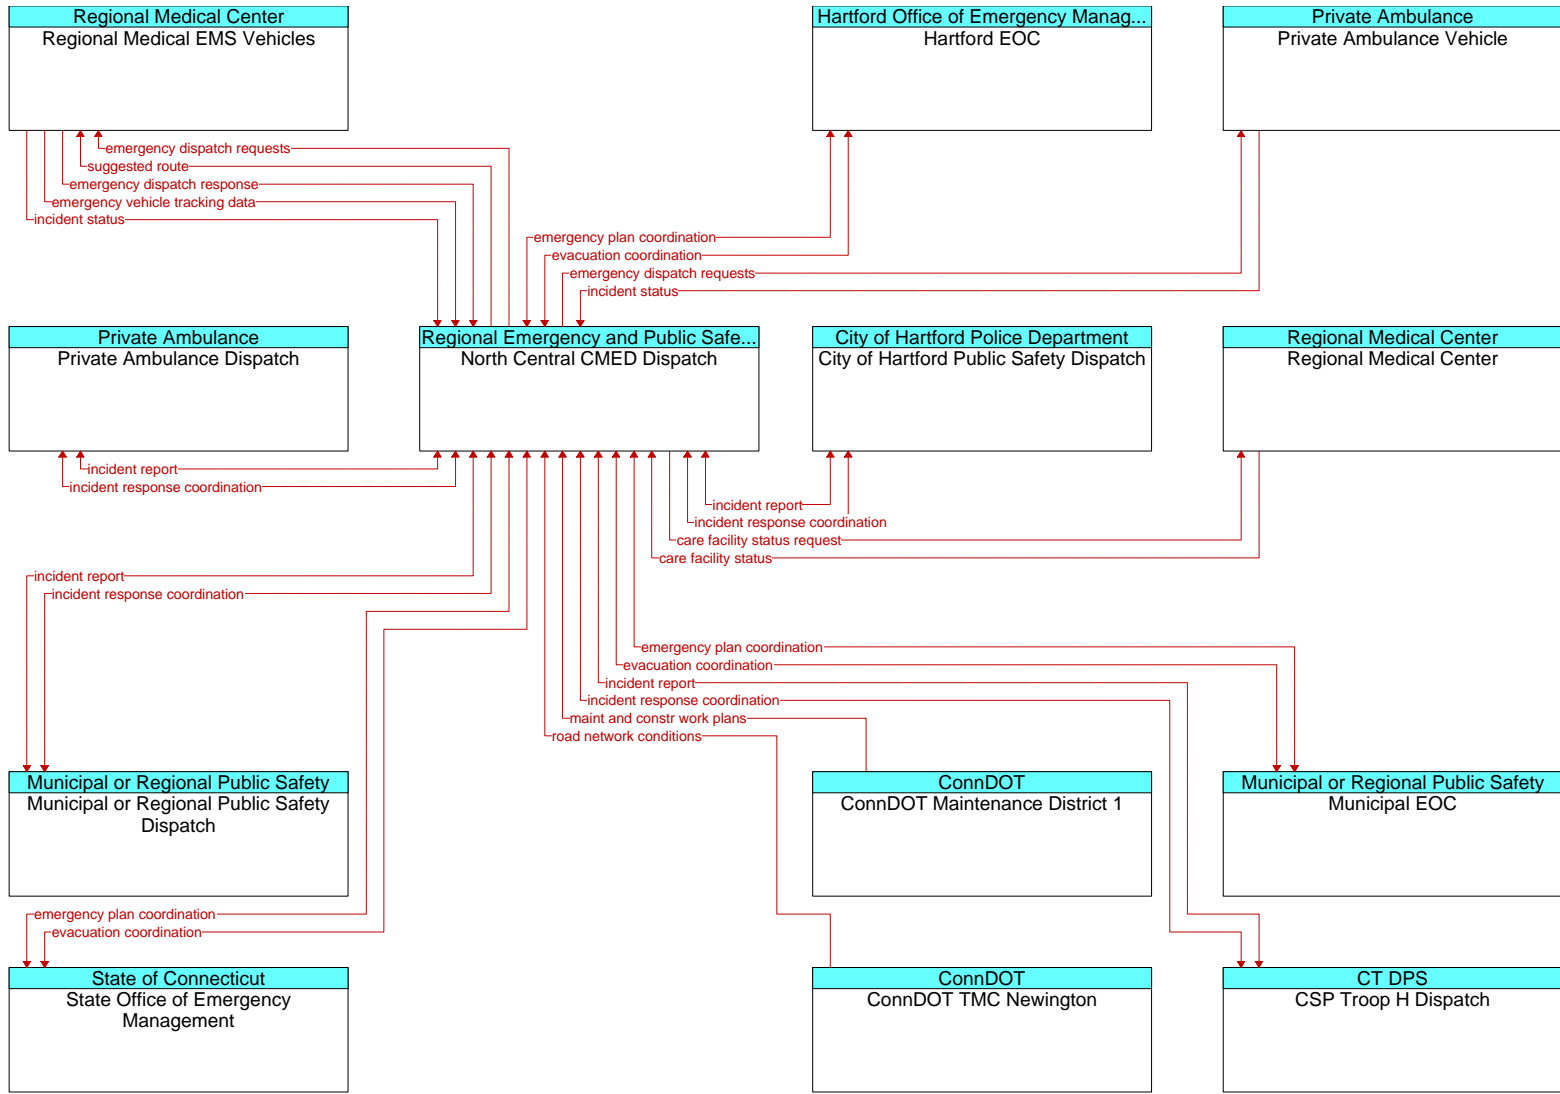 Regional Medical Center
Regional Medical EMS Vehicles
Hartford Office of Emergency Manag...
Hartford EOC
Private Ambulance
Private Ambulance Vehicle
emergency dispatch requests
suggested route
emergency dispatch response
emergency vehicle tracking data
incident status
emergency plan coordination
evacuation coordination
emergency dispatch requests
incident status
Private Ambulance
Private Ambulance Dispatch
Regional Emergency and Public Safe...
North Central CMED Dispatch
City of Hartford Police Department
City of Hartford Public Safety Dispatch
Regional Medical Center
Regional Medical Center
incident report
incident response coordination
incident report
incident response coordination
care facility status request
care facility status
incident report
incident response coordination
emergency plan coordination
evacuation coordination
incident report
incident response coordination
maint and constr work plans
road network conditions
Municipal or Regional Public Safety
Municipal or Regional Public Safety
Dispatch
ConnDOT
ConnDOT Maintenance District 1
Municipal or Regional Public Safety
Municipal EOC
emergency plan coordination
evacuation coordination
State of Connecticut
State Office of Emergency
Management
ConnDOT
ConnDOT TMC Newington
CT DPS
CSP Troop H Dispatch